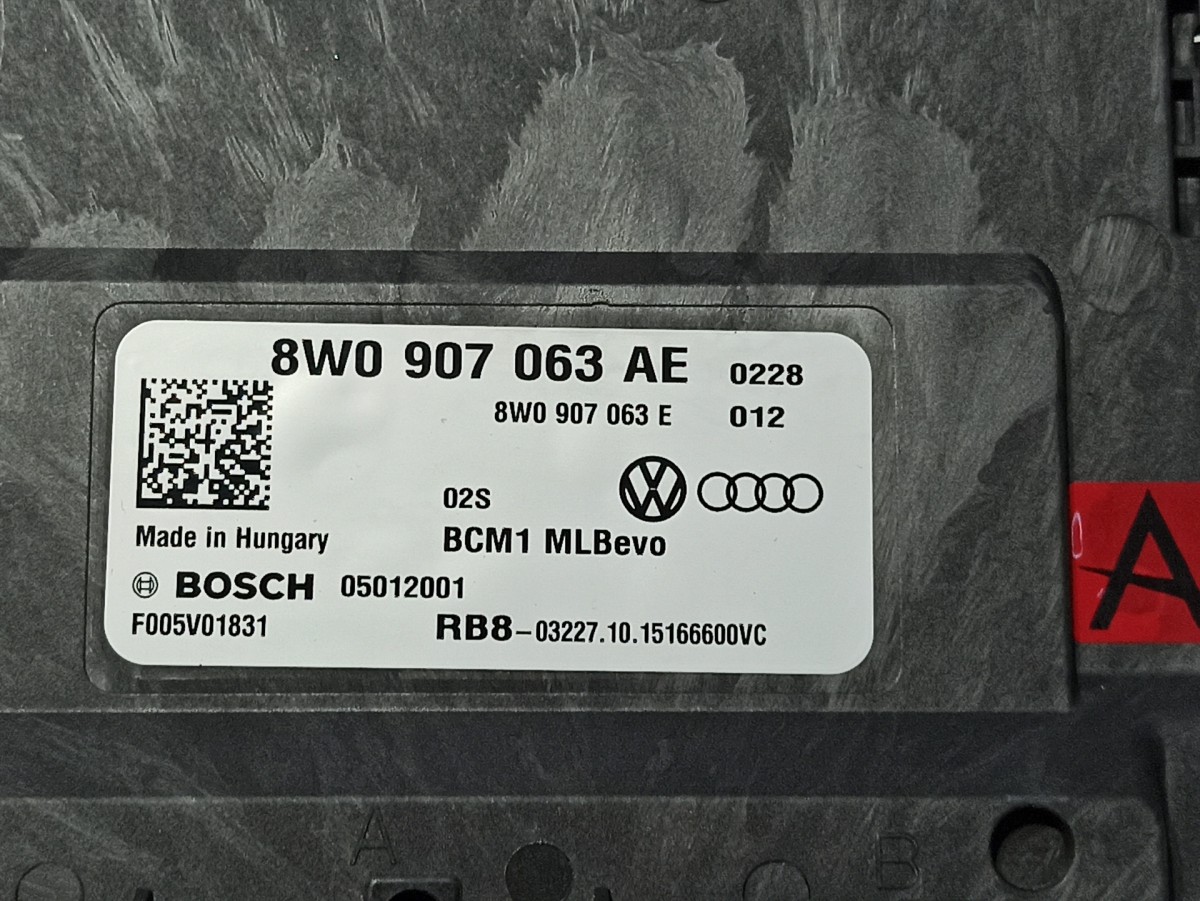 8W0 907 063 AE 0228
8W0 907 063 E 012
02S
Made in Hungary
BCM1 MLBevo
BOSCH 05012001
F005V01831
RB8-03227.10.15166600VC
A
A
B